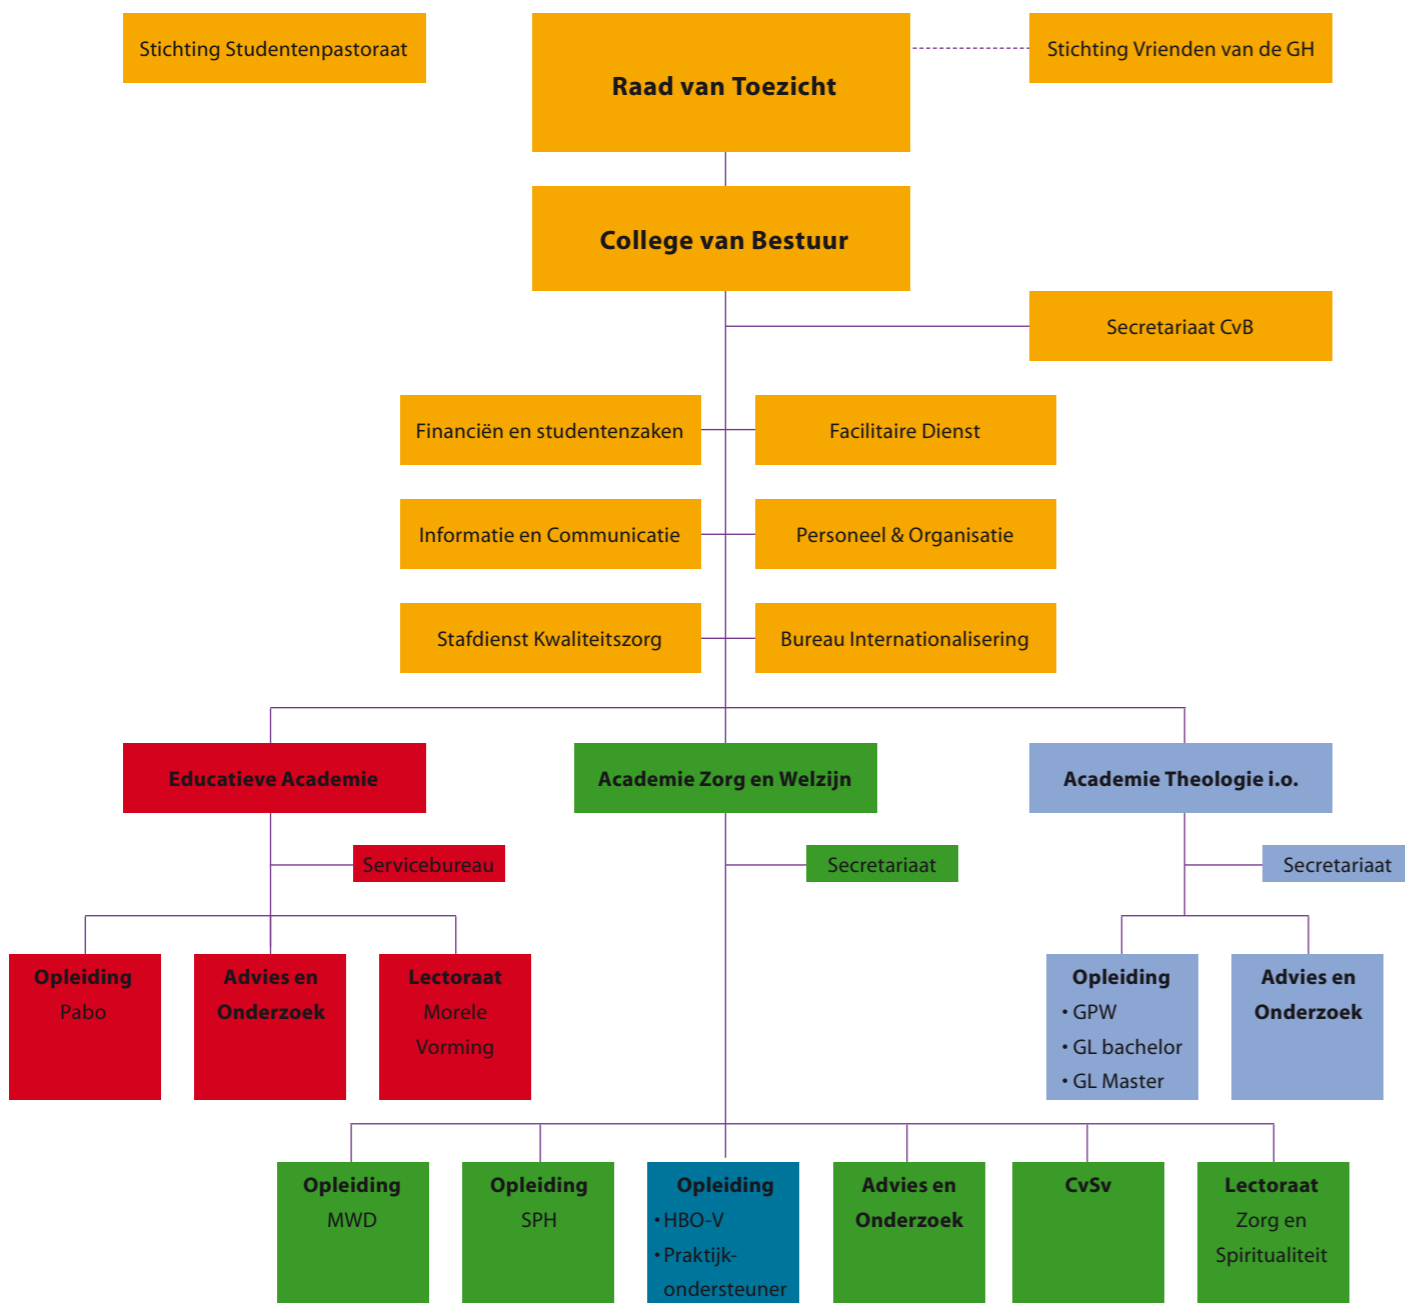 Stichting Studentenpastoraat
Raad van Toezicht
Stichting Vrienden van de GH
College van Bestuur
Secretariaat CvB
Financiën en studentenzaken
Facilitaire Dienst
Informatie en Communicatie
Personeel & Organisatie
Stafdienst Kwaliteitszorg
Bureau Internationalisering
Educatieve Academie
Academie Zorg en Welzijn
Academie Theologie i.o.
Servicebureau
Secretariaat
Secretariaat
Opleiding
Pabo
Advies en
Onderzoek
Lectoraat
Morele
Vorming
Opleiding
• GPW
• GL bachelor
• GL Master
Advies en
Onderzoek
Opleiding
MWD
Opleiding
SPH
Opleiding
• HBO-V
• Praktijk-
ondersteuner
Advies en
Onderzoek
CvSv
Lectoraat
Zorg en
Spiritualiteit